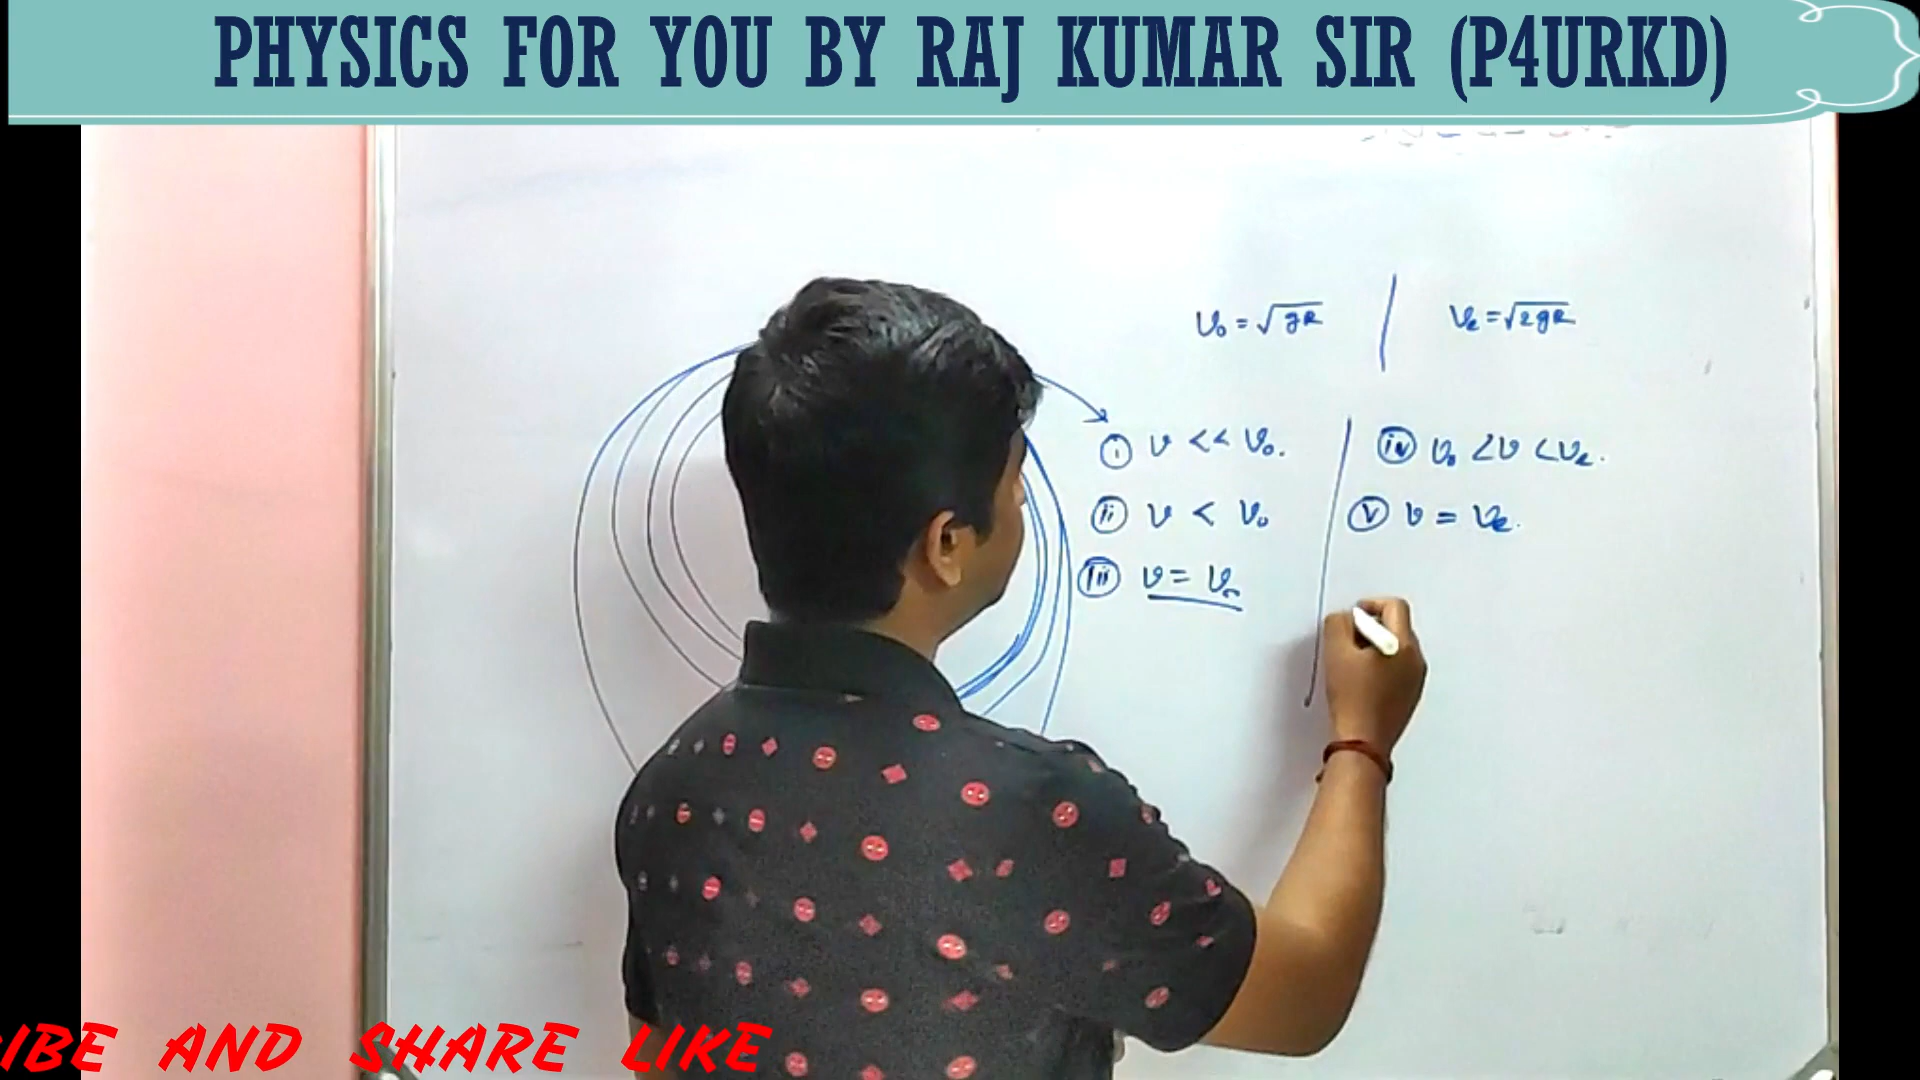 PHYSICS FOR YOU BY RAJ KUMAR SIR (P4URKD)
v₀ = √gR
vₑ = √2gR
(i) v << v₀.
(ii) v < v₀
(iii) v = v₀
(iv) v₀ < v < vₑ.
(v) v = vₑ.
IBE AND SHARE LIKE